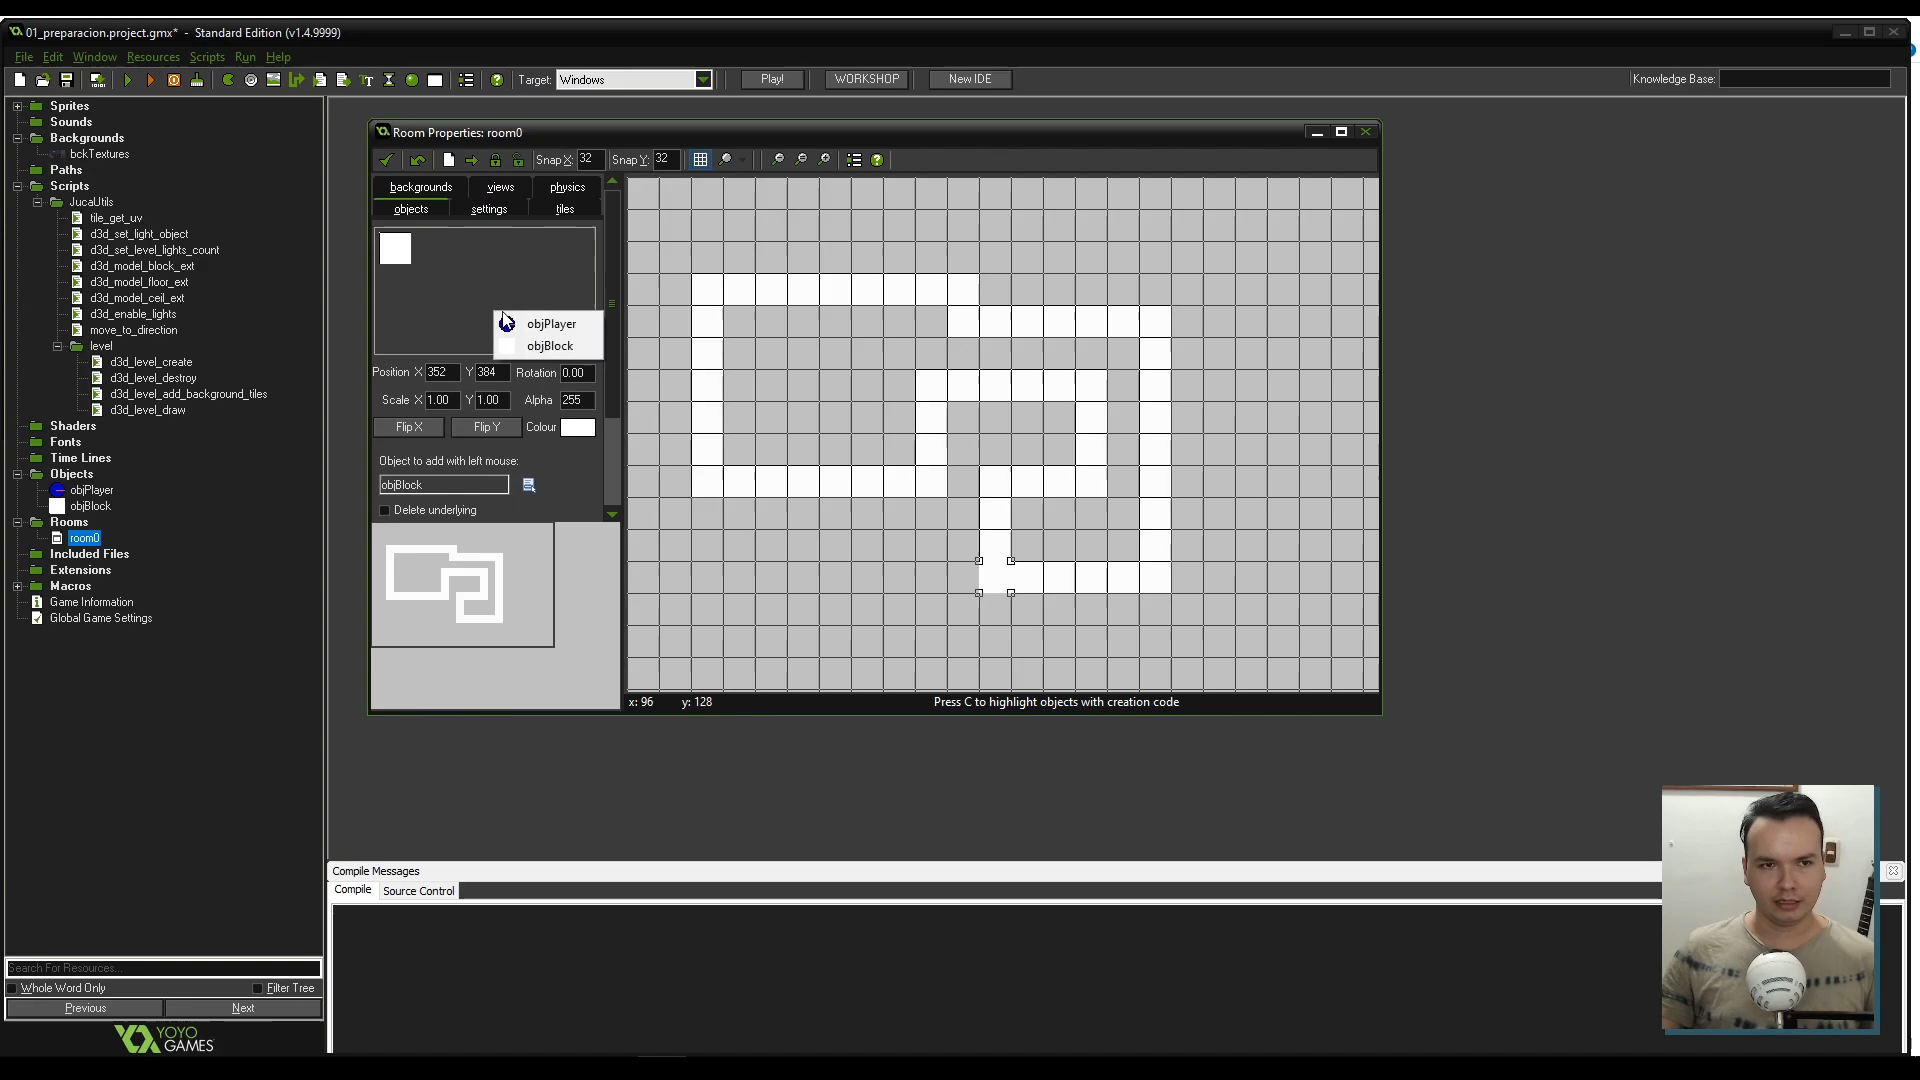 01_preparacion.project.gmx* - Standard Edition (v1.4.9999)
File Edit Window Resources Scripts Run Help
Target: Windows Play! WORKSHOP New IDE Knowledge Base:
Sprites
Sounds
Backgrounds
bckTextures
Paths
Scripts
JucaUtils
tile_get_uv
d3d_set_light_object
d3d_set_level_lights_count
d3d_model_block_ext
d3d_model_floor_ext
d3d_model_ceil_ext
d3d_enable_lights
move_to_direction
level
d3d_level_create
d3d_level_destroy
d3d_level_add_background_tiles
d3d_level_draw
Shaders
Fonts
Time Lines
Objects
objPlayer
objBlock
Rooms
room0
Included Files
Extensions
Macros
Game Information
Global Game Settings
Search For Resources...
Whole Word Only Filter Tree
Previous Next
YOYO
GAMES
Room Properties: room0
Snap X: 32 Snap Y: 32
backgrounds views physics
objects settings tiles
objPlayer
objBlock
Position X 352 Y 384 Rotation 0.00
Scale X 1.00 Y 1.00 Alpha 255
Flip X Flip Y Colour
Object to add with left mouse:
objBlock
Delete underlying
x: 96 y: 128 Press C to highlight objects with creation code
Compile Messages
Compile Source Control